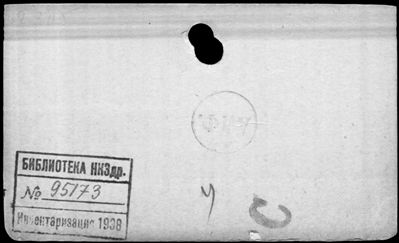 БИБЛИОТЕКА НКЗдр.
№ 95173
Инвентаризация 1938
У
С